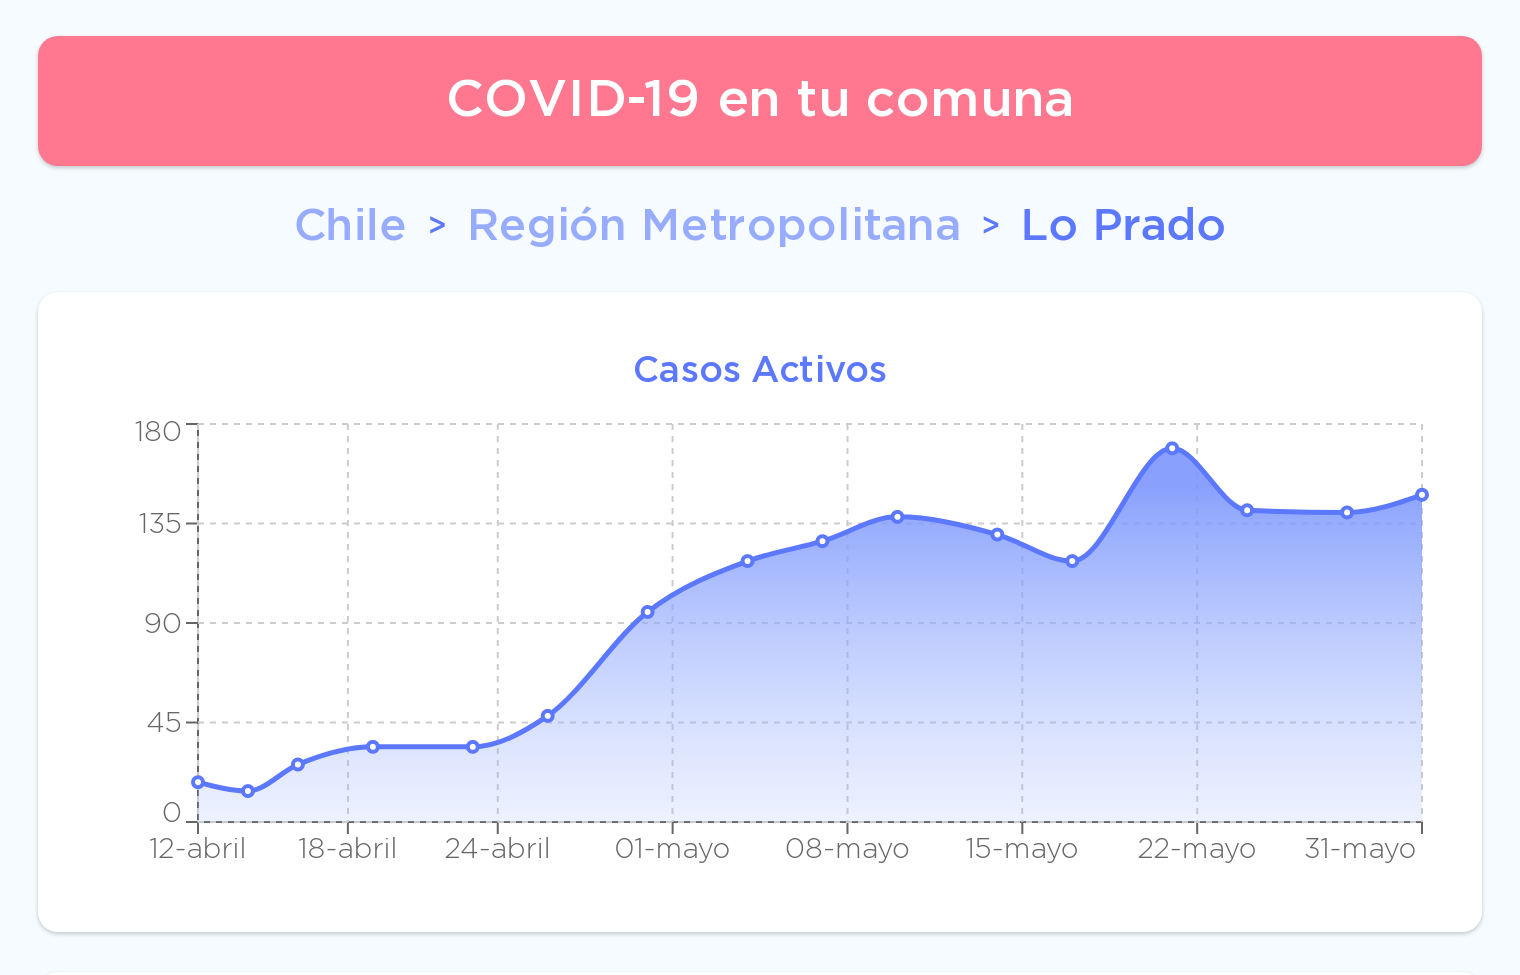 COVID-19 en tu comuna
Chile > Región Metropolitana > Lo Prado
Casos Activos
180
135
90
45
0
12-abril 18-abril 24-abril 01-mayo 08-mayo 15-mayo 22-mayo 31-mayo